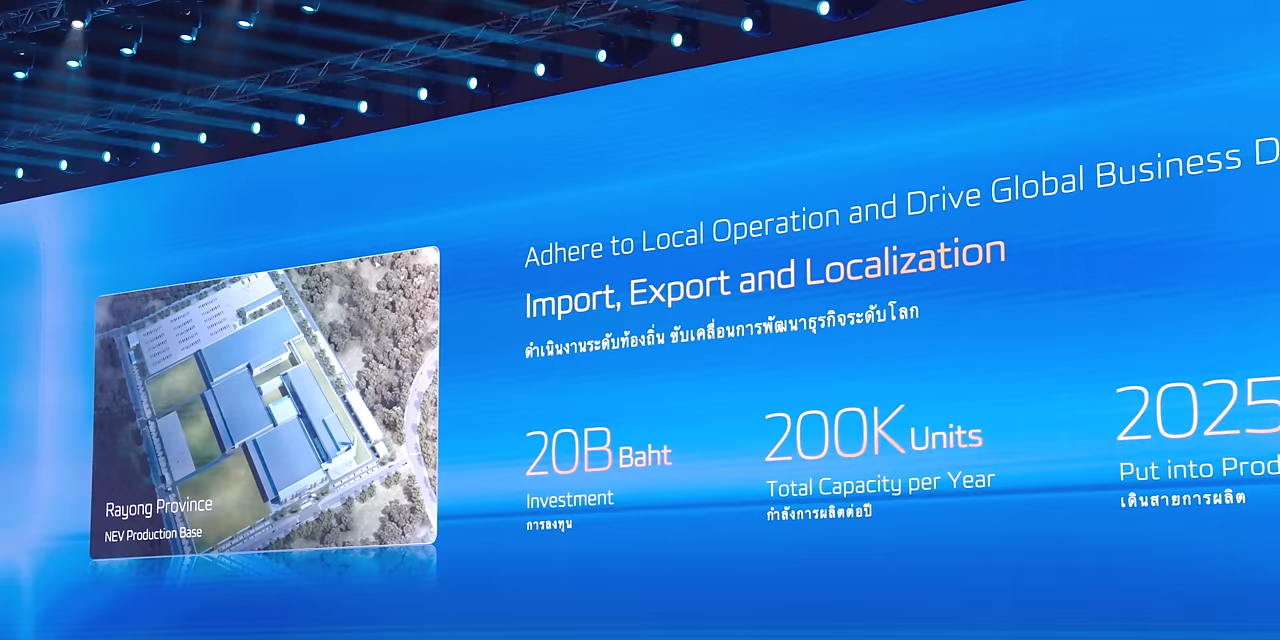 Adhere to Local Operation and Drive Global Business D
Import, Export and Localization
ดำเนินงานระดับท้องถิ่น ขับเคลื่อนการพัฒนาธุรกิจระดับโลก
Rayong Province
NEV Production Base
20B Baht
Investment
การลงทุน
200K Units
Total Capacity per Year
กำลังการผลิตต่อปี
2025
Put into Prod
เดินสายการผลิต